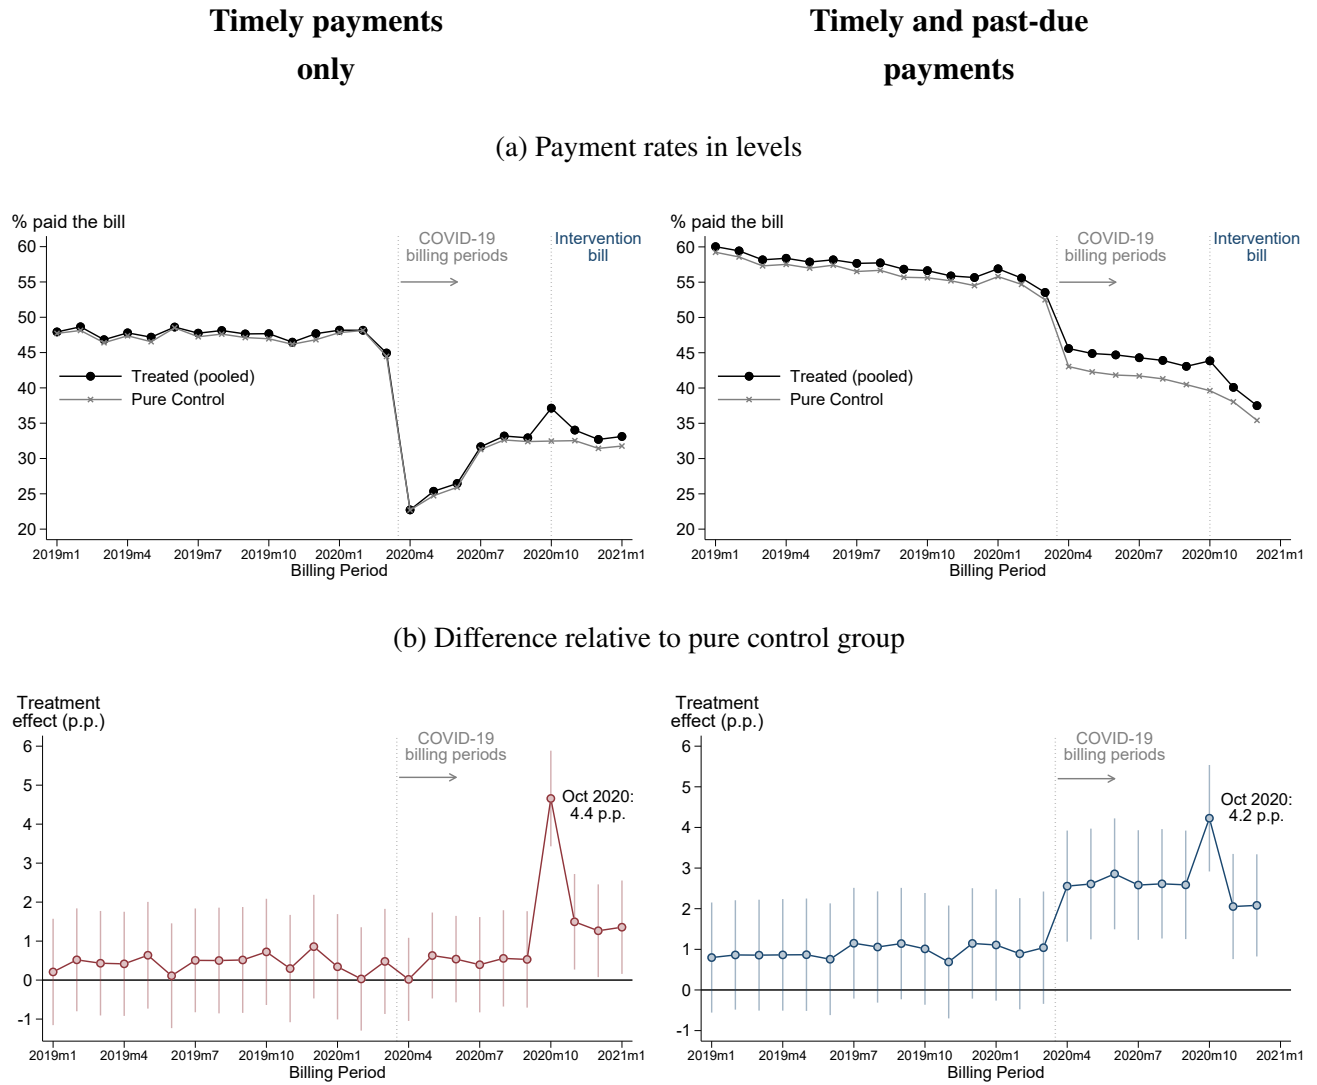 Timely payments
only
Timely and past-due
payments
(a) Payment rates in levels
% paid the bill
60
55
50
45
40
35
30
25
20
COVID-19
billing periods
Intervention
bill
Treated (pooled)
Pure Control
2019m1 2019m4 2019m7 2019m10 2020m1 2020m4 2020m7 2020m10 2021m1
Billing Period
% paid the bill
60
55
50
45
40
35
30
25
20
COVID-19
billing periods
Intervention
bill
Treated (pooled)
Pure Control
2019m1 2019m4 2019m7 2019m10 2020m1 2020m4 2020m7 2020m10 2021m1
Billing Period
(b) Difference relative to pure control group
Treatment
effect (p.p.)
6
5
4
3
2
1
0
-1
COVID-19
billing periods
Oct 2020:
4.4 p.p.
2019m1 2019m4 2019m7 2019m10 2020m1 2020m4 2020m7 2020m10 2021m1
Billing Period
Treatment
effect (p.p.)
6
5
4
3
2
1
0
-1
COVID-19
billing periods
Oct 2020:
4.2 p.p.
2019m1 2019m4 2019m7 2019m10 2020m1 2020m4 2020m7 2020m10 2021m1
Billing Period